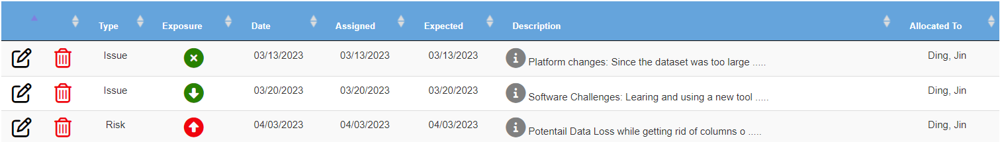 Type Exposure Date Assigned Expected Description Allocated To
Issue 03/13/2023 03/13/2023 03/13/2023 Platform changes: Since the dataset was too large ..... Ding, Jin
Issue 03/20/2023 03/20/2023 03/20/2023 Software Challenges: Learing and using a new tool ..... Ding, Jin
Risk 04/03/2023 04/03/2023 04/03/2023 Potentail Data Loss while getting rid of columns o ..... Ding, Jin